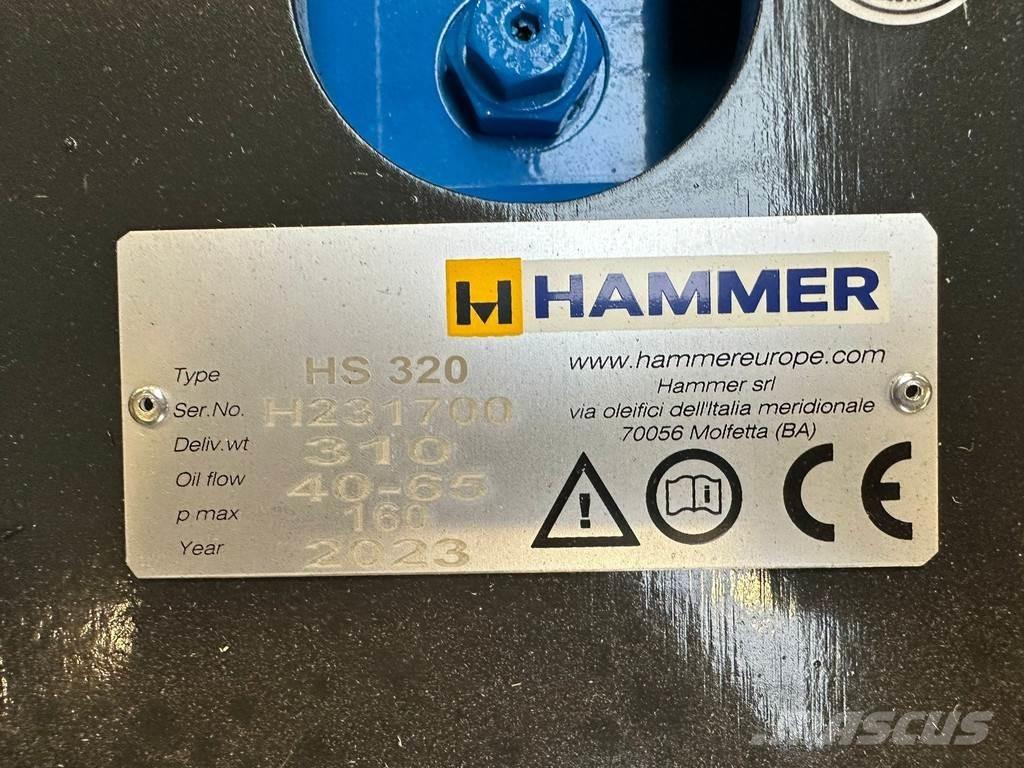 H HAMMER
www.hammereurope.com
Hammer srl
via oleifici dell'Italia meridionale
70056 Molfetta (BA)
Type HS 320
Ser.No. H231700
Deliv.wt 310
Oil flow 40-65
p max 160
Year 2023
! i CE
Mascus